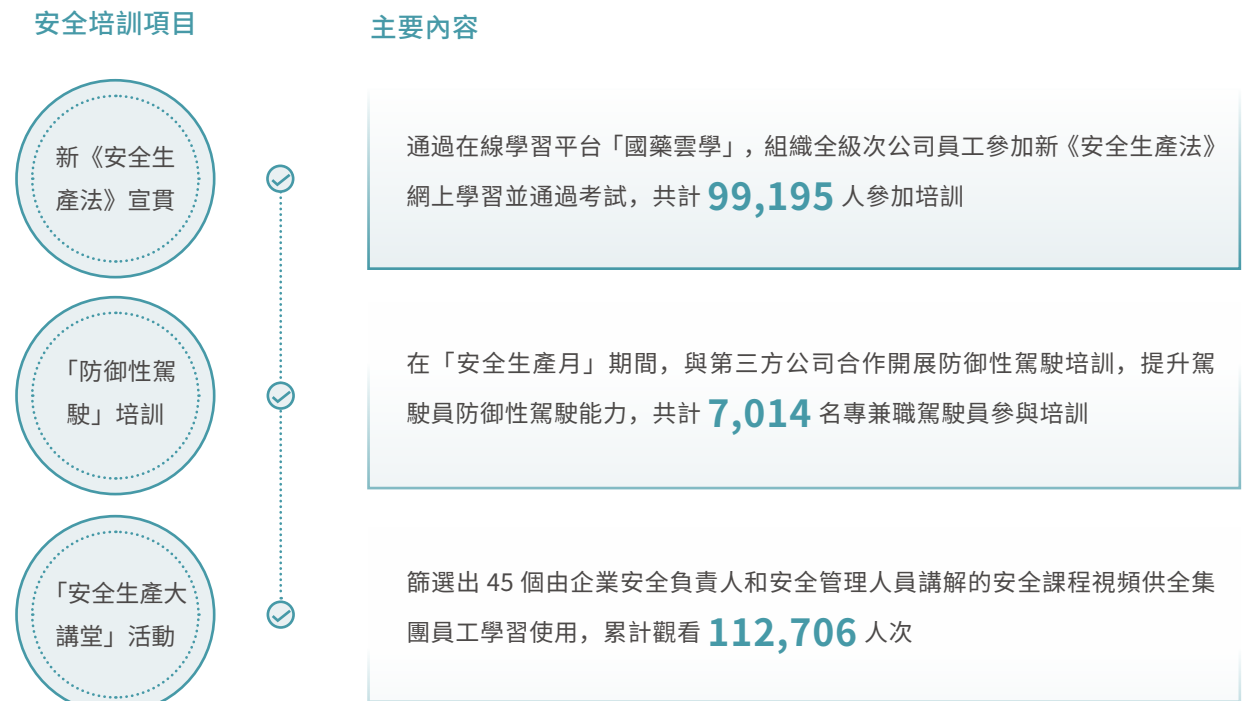 安全培訓項目
主要內容
新《安全生
產法》宣貫
通過在線學習平台「國藥雲學」，組織全級次公司員工參加新《安全生產法》
網上學習並通過考試，共計 99,195 人參加培訓
「防御性駕
駛」培訓
在「安全生產月」期間，與第三方公司合作開展防御性駕駛培訓，提升駕
駛員防御性駕駛能力，共計 7,014 名專兼職駕駛員參與培訓
「安全生產大
講堂」活動
篩選出 45 個由企業安全負責人和安全管理人員講解的安全課程視頻供全集
團員工學習使用，累計觀看 112,706 人次